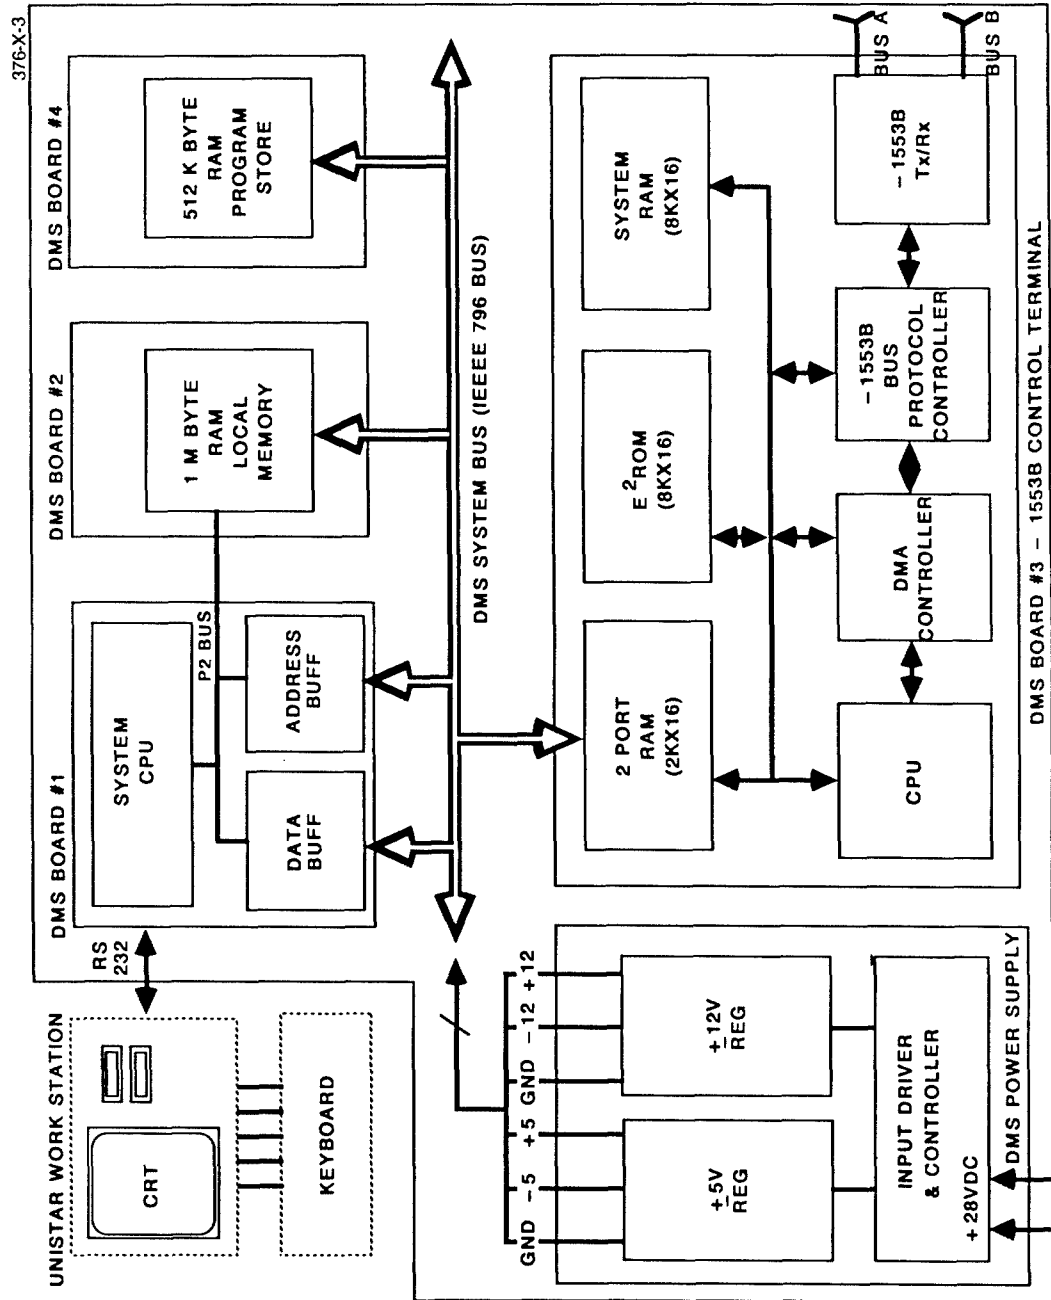 376-X-3
UNISTAR WORK STATION
CRT
KEYBOARD
RS
232
DMS BOARD #1
SYSTEM
CPU
P2 BUS
DATA
BUFF
ADDRESS
BUFF
DMS BOARD #2
1 M BYTE
RAM
LOCAL
MEMORY
DMS BOARD #4
512 K BYTE
RAM
PROGRAM
STORE
DMS SYSTEM BUS (IEEEE 796 BUS)
GND
-5
+5
GND
-12
+12
+5V
REG
+12V
REG
INPUT DRIVER
& CONTROLLER
+28VDC
DMS POWER SUPPLY
2 PORT
RAM
(2KX16)
E2ROM
(8KX16)
SYSTEM
RAM
(8KX16)
CPU
DMA
CONTROLLER
-1553B
BUS
PROTOCOL
CONTROLLER
-1553B
Tx/Rx
BUS A
BUS B
DMS BOARD #3 - 1553B CONTROL TERMINAL